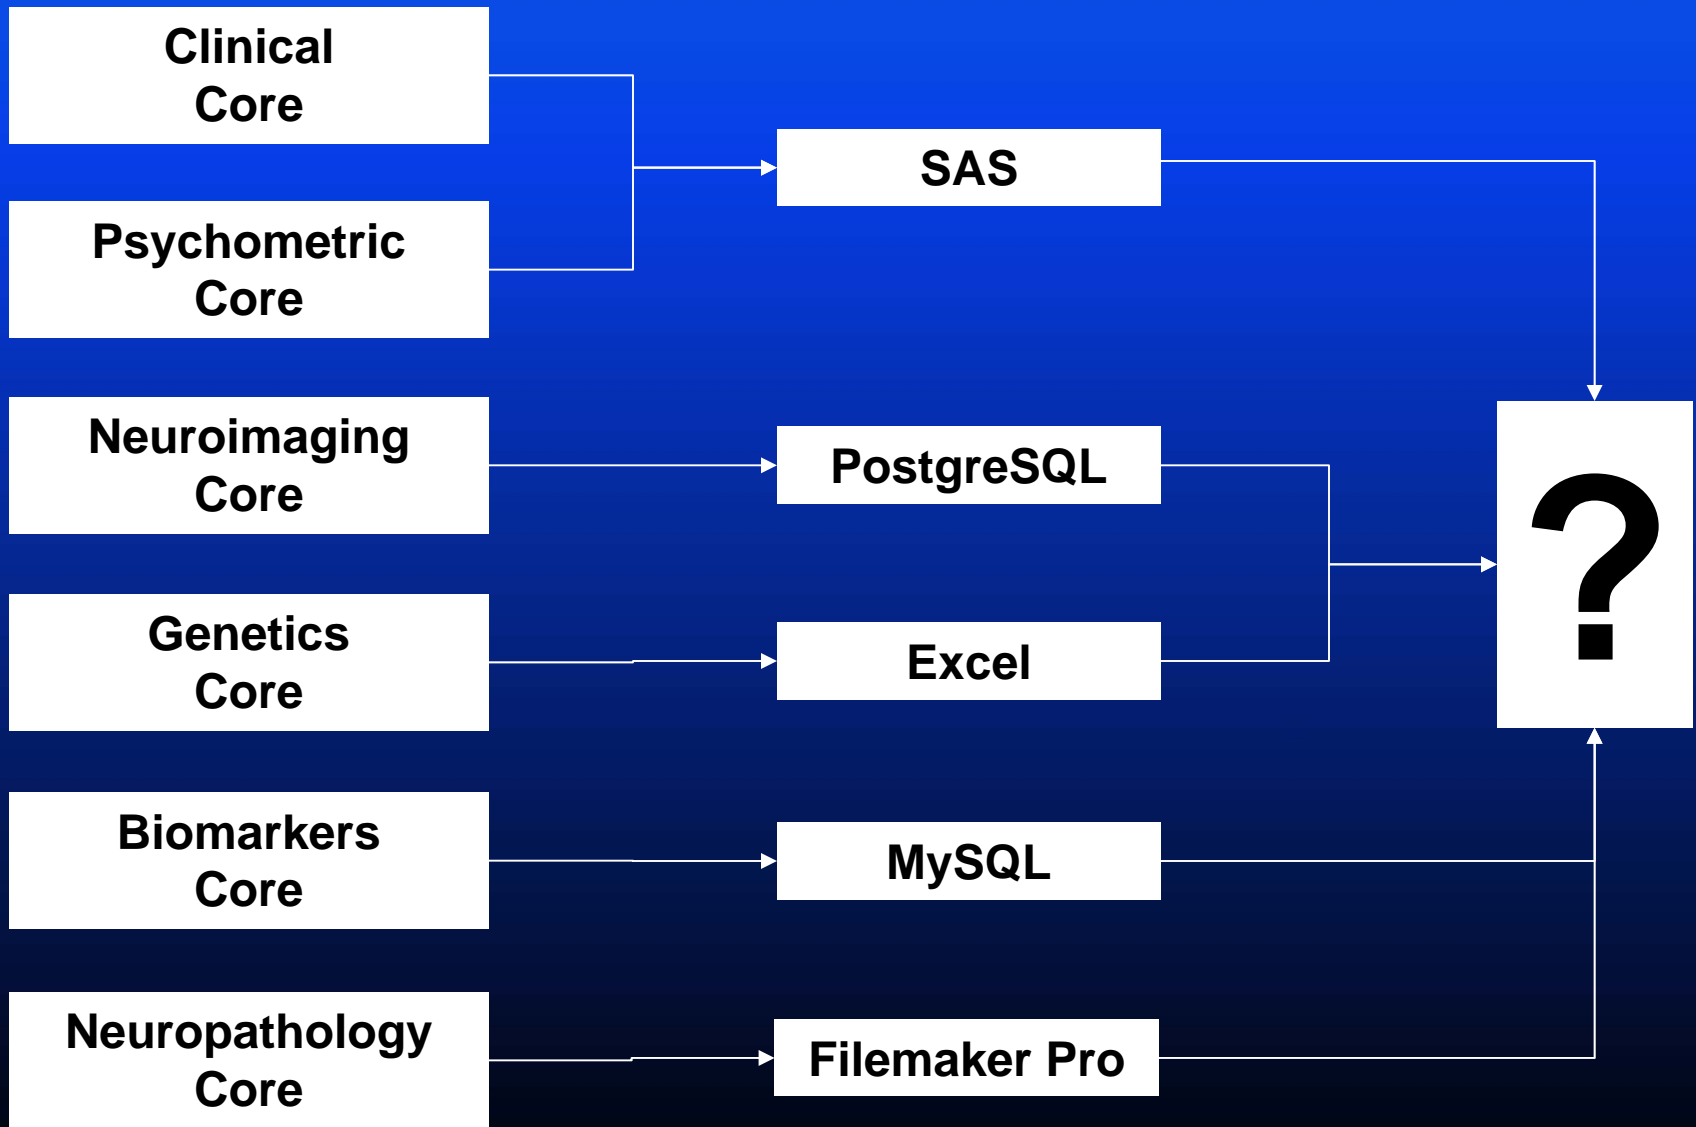 Clinical
Core
SAS
Psychometric
Core
Neuroimaging
Core
PostgreSQL
?
Genetics
Core
Excel
Biomarkers
Core
MySQL
Neuropathology
Core
Filemaker Pro